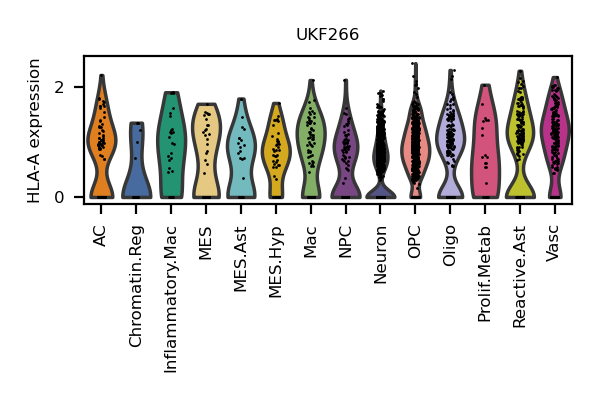 UKF266
HLA-A expression
2
0
AC
Chromatin.Reg
Inflammatory.Mac
MES
MES.Ast
MES.Hyp
Mac
NPC
Neuron
OPC
Oligo
Prolif.Metab
Reactive.Ast
Vasc